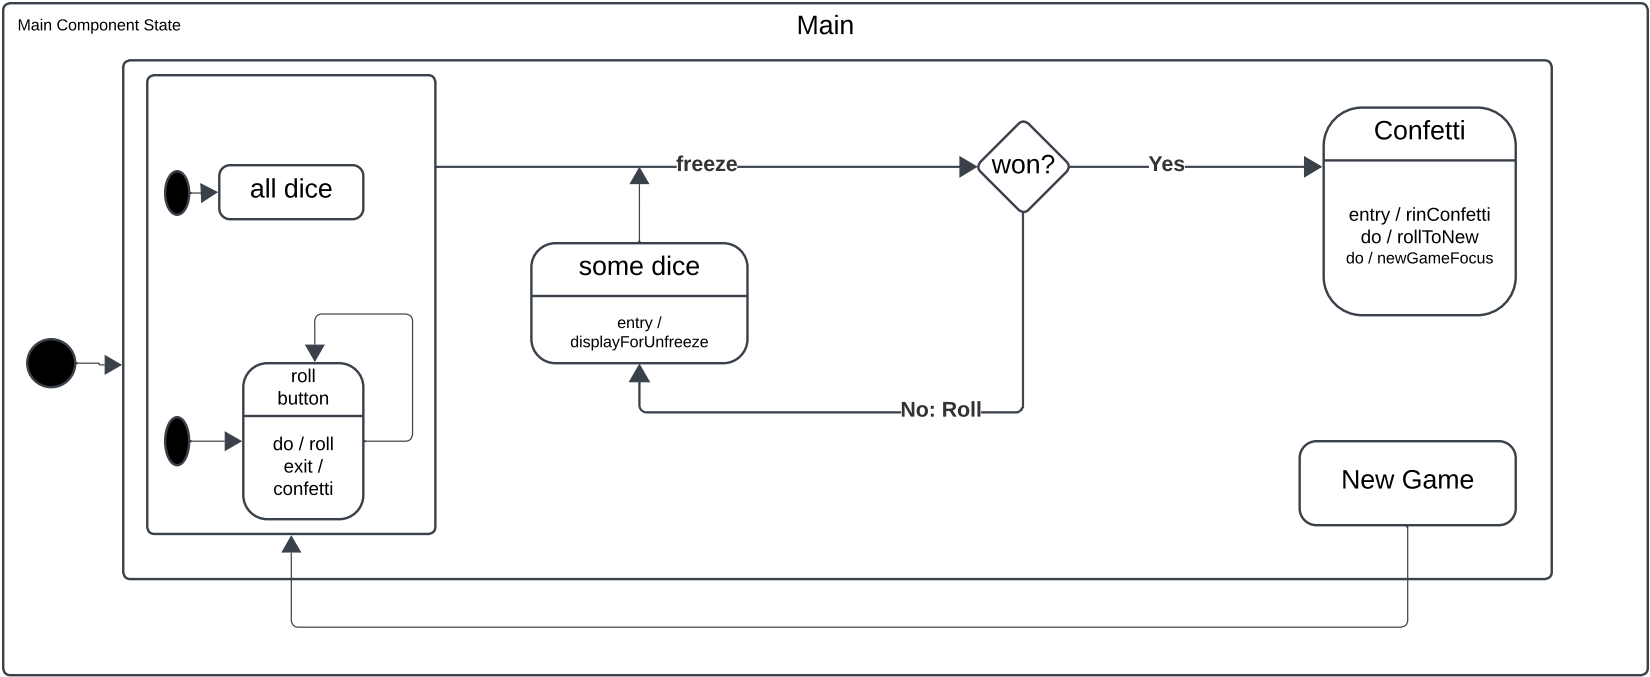 Main Component State
Main
all dice
roll
button
do / roll
exit /
confetti
freeze
some dice
entry /
displayForUnfreeze
won?
No: Roll
Yes
Confetti
entry / rinConfetti
do / rollToNew
do / newGameFocus
New Game